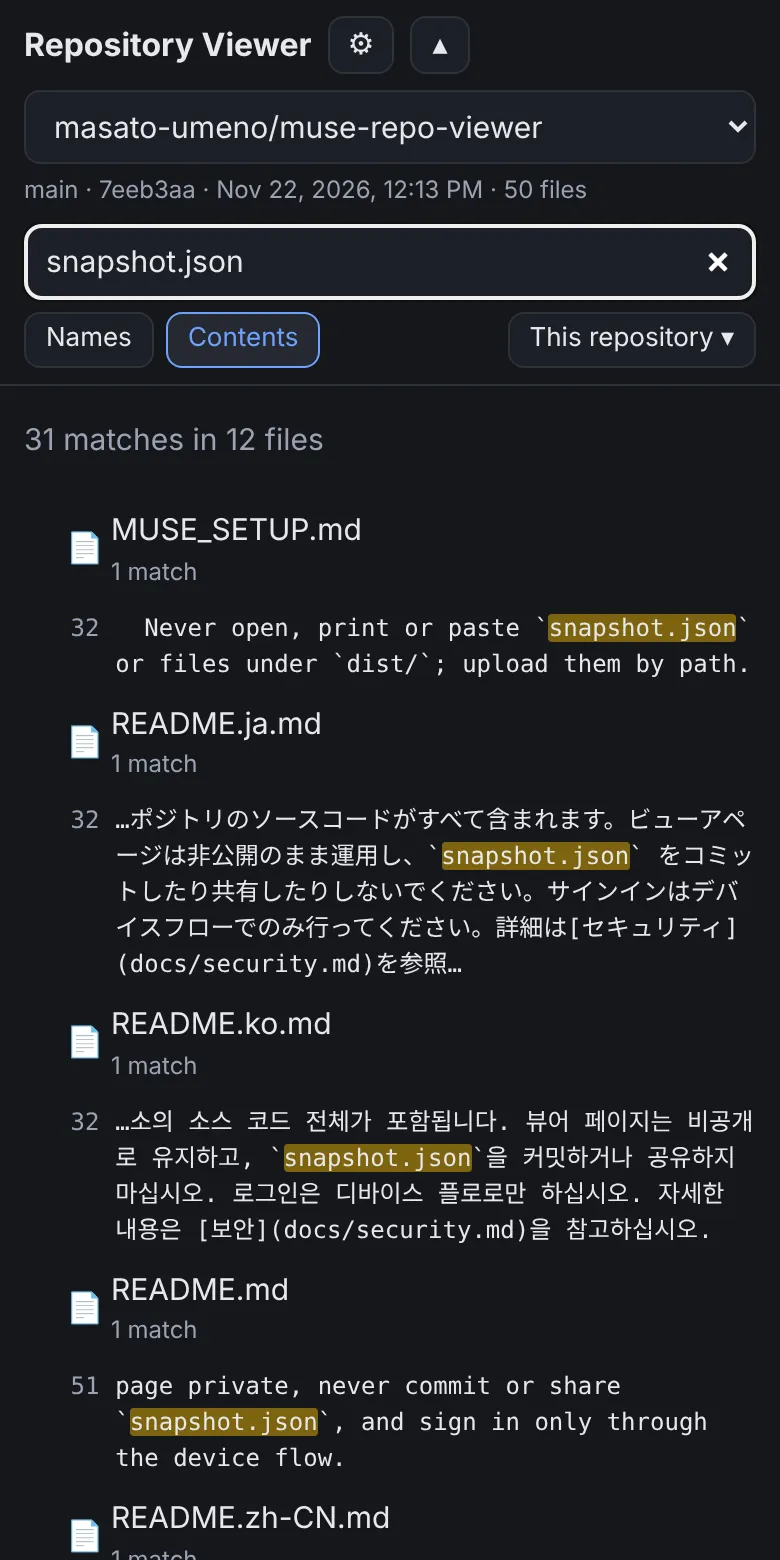 Repository Viewer ⚙ ▲
masato-umeno/muse-repo-viewer
main · 7eeb3aa · Nov 22, 2026, 12:13 PM · 50 files
snapshot.json ×
Names Contents This repository ▾
31 matches in 12 files
MUSE_SETUP.md
1 match
32 Never open, print or paste `snapshot.json`
or files under `dist/`; upload them by path.
README.ja.md
1 match
32 …ポジトリのソースコードがすべて含まれます。ビューアペ
ージは非公開のまま運用し、`snapshot.json` をコミッ
トしたり共有したりしないでください。サインインはデバ
イスフローでのみ行ってください。詳細は[セキュリティ]
(docs/security.md)を参照…
README.ko.md
1 match
32 …소의 소스 코드 전체가 포함됩니다. 뷰어 페이지는 비공개
로 유지하고, `snapshot.json`을 커밋하거나 공유하지
마십시오. 로그인은 디바이스 플로로만 하십시오. 자세한
내용은 [보안](docs/security.md)을 참고하십시오.
README.md
1 match
51 page private, never commit or share
`snapshot.json`, and sign in only through
the device flow.
README.zh-CN.md
1 match